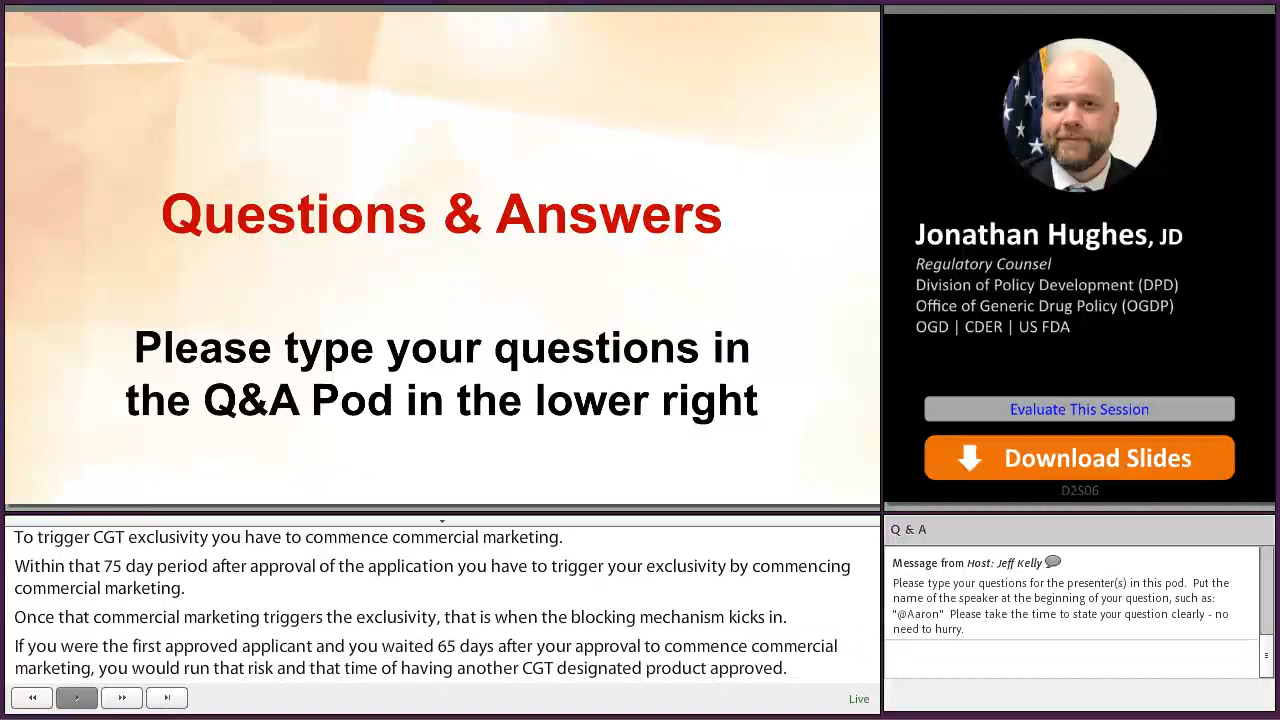 Questions & Answers
Please type your questions in
the Q&A Pod in the lower right
Jonathan Hughes, JD
Regulatory Counsel
Division of Policy Development (DPD)
Office of Generic Drug Policy (OGDP)
OGD | CDER | US FDA
Evaluate This Session
Download Slides
D2S06
To trigger CGT exclusivity you have to commence commercial marketing.
Within that 75 day period after approval of the application you have to trigger your exclusivity by commencing
commercial marketing.
Once that commercial marketing triggers the exclusivity, that is when the blocking mechanism kicks in.
If you were the first approved applicant and you waited 65 days after your approval to commence commercial
marketing, you would run that risk and that time of having another CGT designated product approved.
Live
Q & A
Message from Host: Jeff Kelly
Please type your questions for the presenter(s) in this pod. Put the
name of the speaker at the beginning of your question, such as:
"@Aaron" Please take the time to state your question clearly - no
need to hurry.